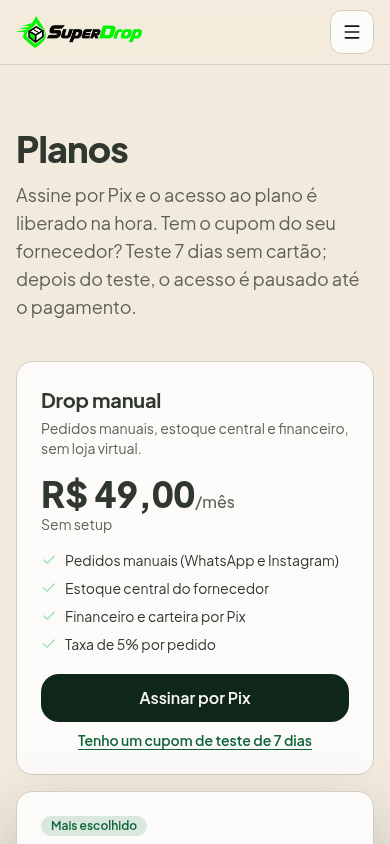 SuperDrop
Planos
Assine por Pix e o acesso ao plano é
liberado na hora. Tem o cupom do seu
fornecedor? Teste 7 dias sem cartão;
depois do teste, o acesso é pausado até
o pagamento.
Drop manual
Pedidos manuais, estoque central e financeiro,
sem loja virtual.
R$ 49,00/mês
Sem setup
Pedidos manuais (WhatsApp e Instagram)
Estoque central do fornecedor
Financeiro e carteira por Pix
Taxa de 5% por pedido
Assinar por Pix
Tenho um cupom de teste de 7 dias
Mais escolhido